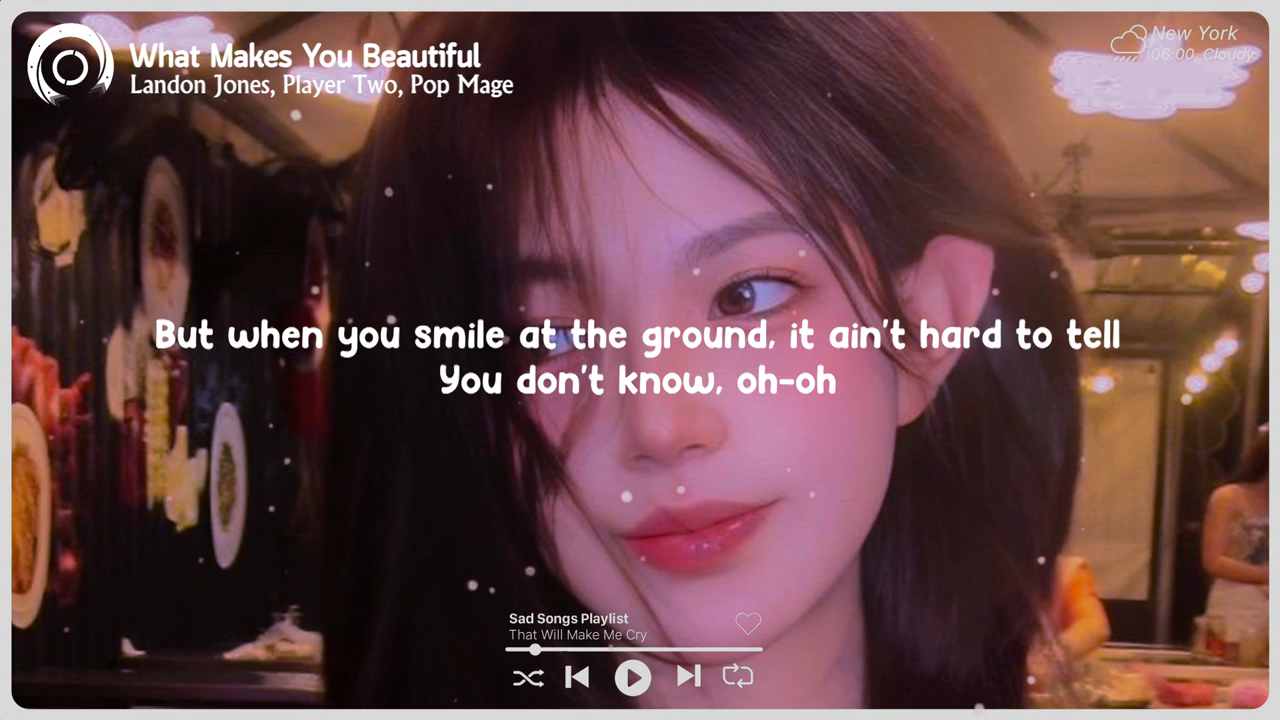 What Makes You Beautiful
Landon Jones, Player Two, Pop Mage
New York
06:00, Cloudy
But when you smile at the ground, it ain't hard to tell
You don't know, oh-oh
Sad Songs Playlist
That Will Make Me Cry